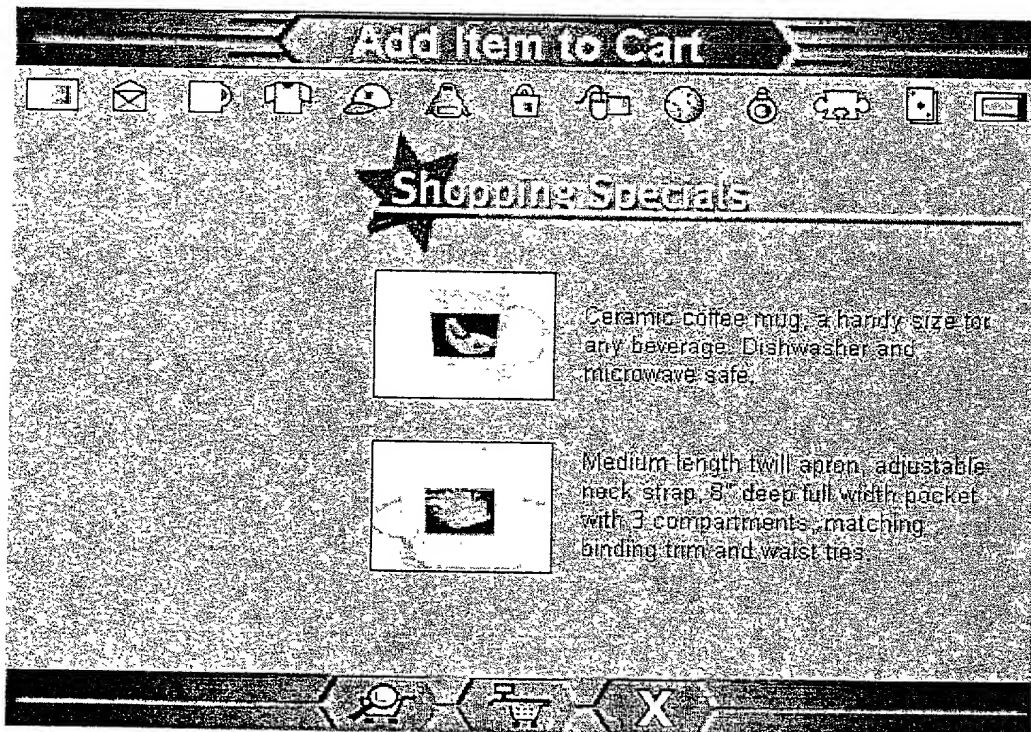 Add Item to Cart
Shopping Specials
Ceramic coffee mug, a handy size for
any beverage. Dishwasher and
microwave safe.
Medium length twill apron, adjustable
neck strap, 8" deep full width pocket
with 3 compartments, matching
binding trim and waist ties
X